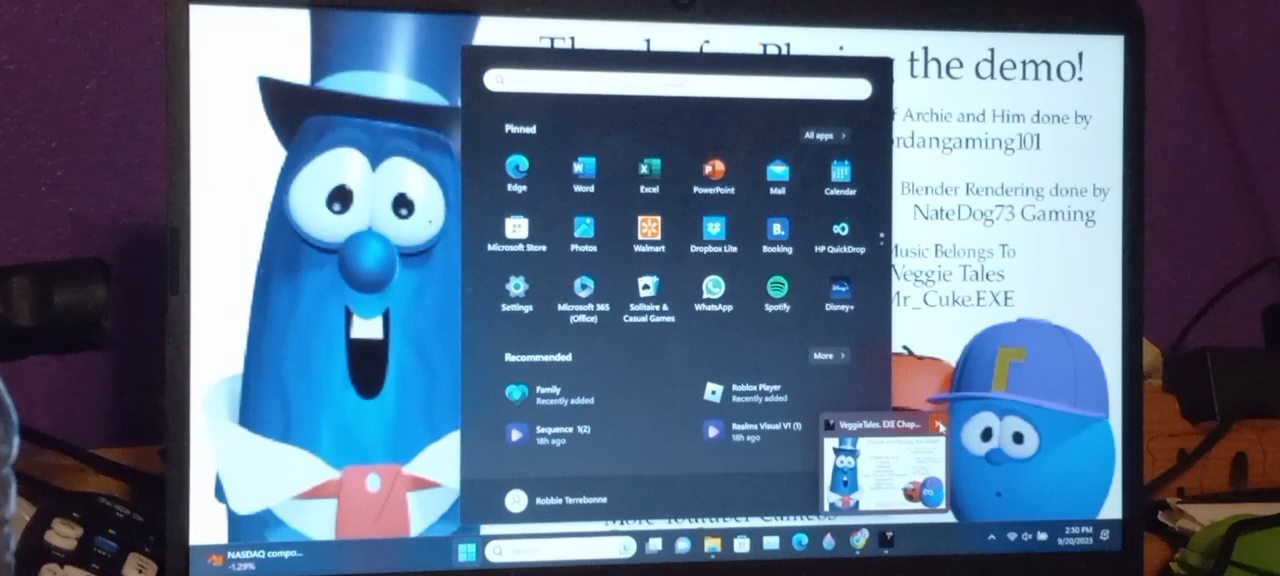 the demo!
Archie and Him done by
rdangaming101
Blender Rendering done by
NateDog73 Gaming
Music Belongs To
Veggie Tales
Mr_Cuke.EXE
Pinned
All apps >
Edge
Word
Excel
PowerPoint
Mail
Calendar
Microsoft Store
Photos
Walmart
Dropbox Lite
Booking
HP QuickDrop
Settings
Microsoft 365
(Office)
Solitaire &
Casual Games
WhatsApp
Spotify
Disney+
Recommended
More >
Family
Recently added
Roblox Player
Recently added
Sequence 1(2)
18h ago
Realms Visual V1 (1)
18h ago
VeggieTales. EXE Chap...
Robbie Terrebonne
NASDAQ compo...
-1.29%
Search
2:50 PM
9/20/2023